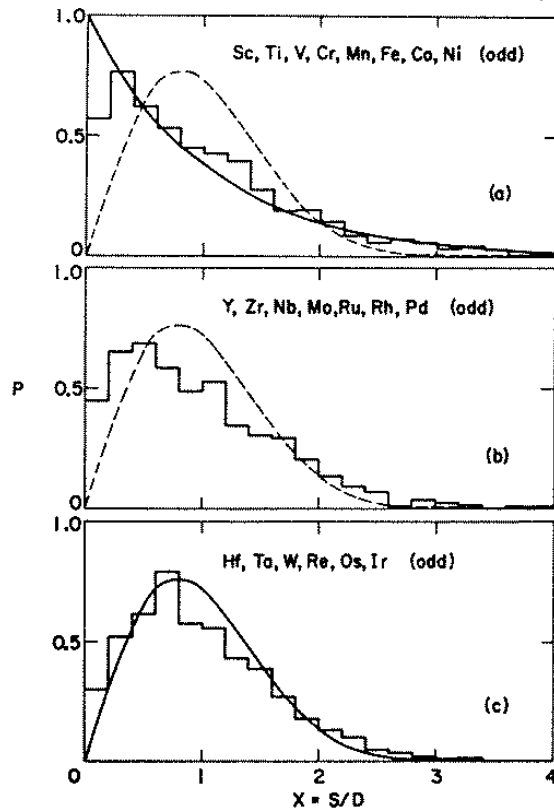 1.0
Sc, Ti, V, Cr, Mn, Fe, Co, Ni (odd)
0.5
(a)
0
1.0
Y, Zr, Nb, Mo, Ru, Rh, Pd (odd)
P
0.5
(b)
0
1.0
Hf, Ta, W, Re, Os, Ir (odd)
0.5
(c)
0
0 1 2 3 4
X = S/D